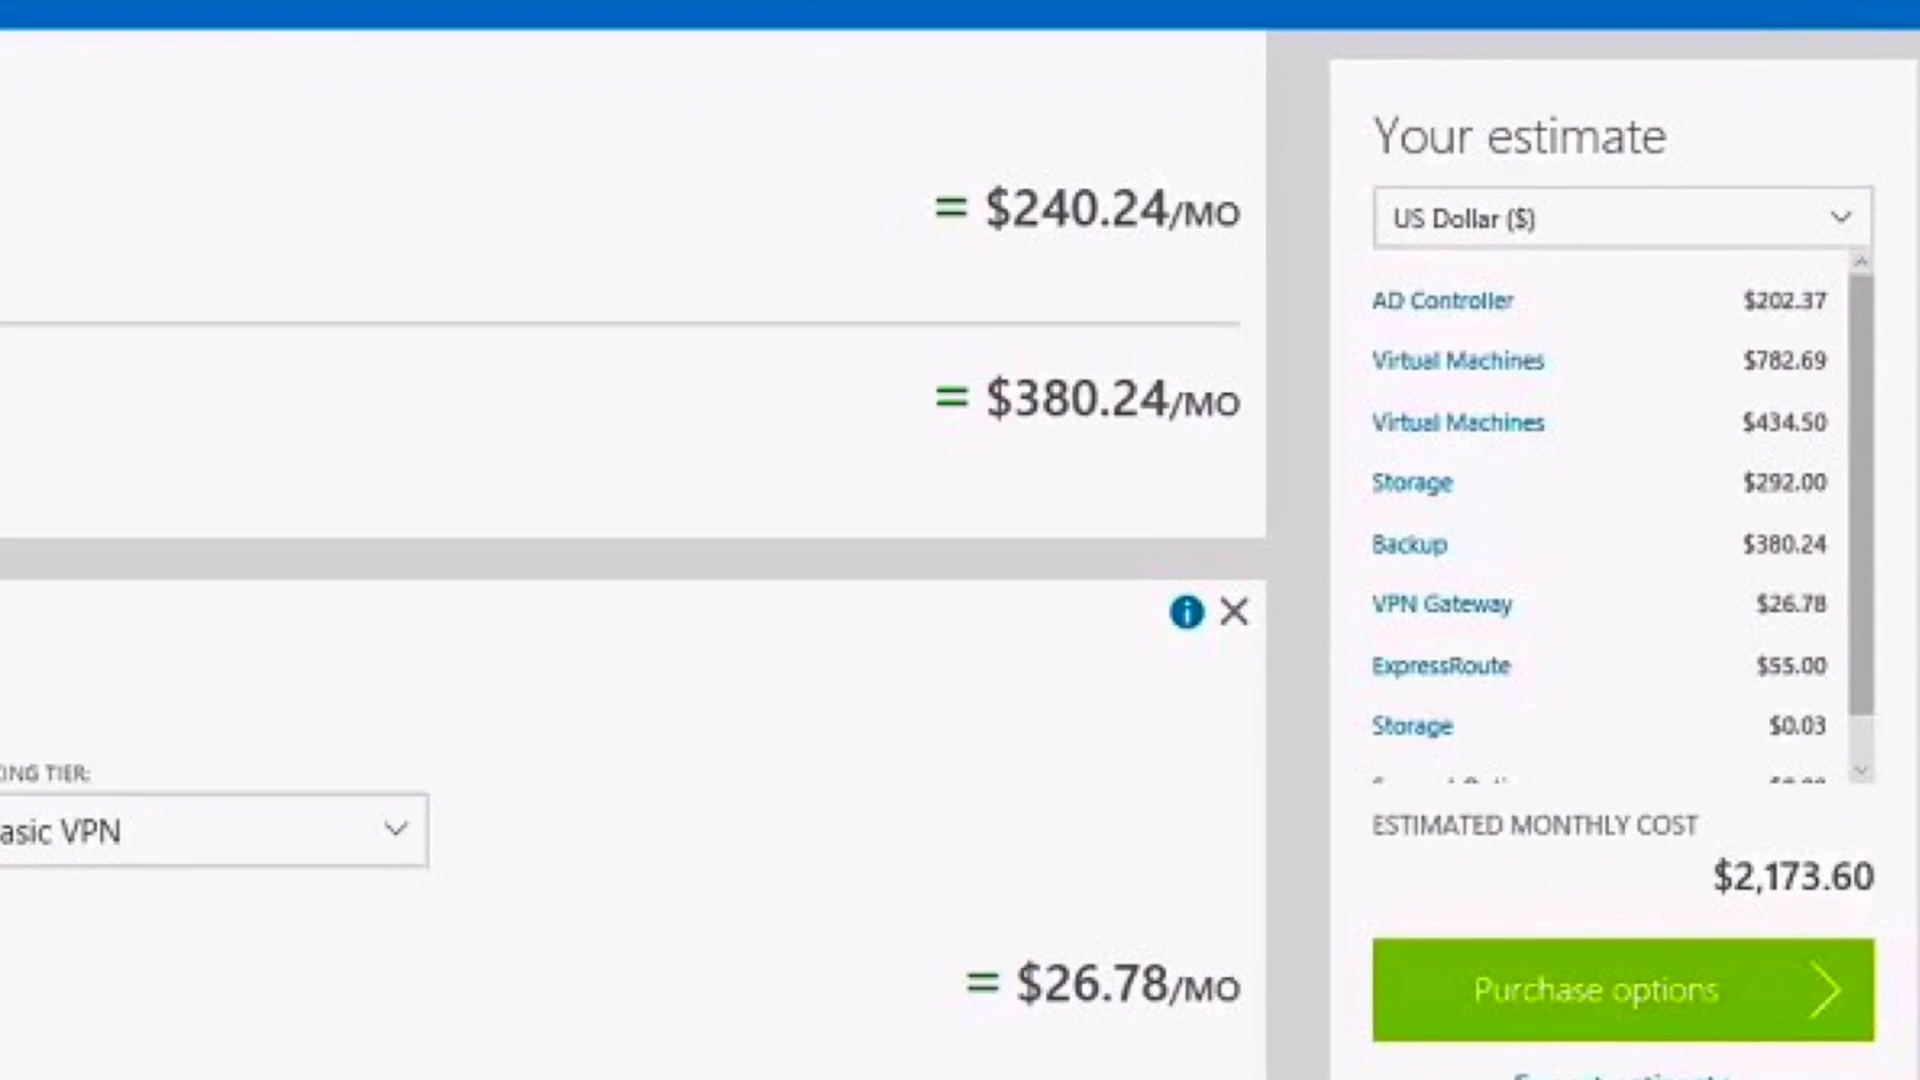 = $240.24/MO
= $380.24/MO
ING TIER:
asic VPN
= $26.78/MO
Your estimate
US Dollar ($)
AD Controller $202.37
Virtual Machines $782.69
Virtual Machines $434.50
Storage $292.00
Backup $380.24
VPN Gateway $26.78
ExpressRoute $55.00
Storage $0.03
ESTIMATED MONTHLY COST
$2,173.60
Purchase options